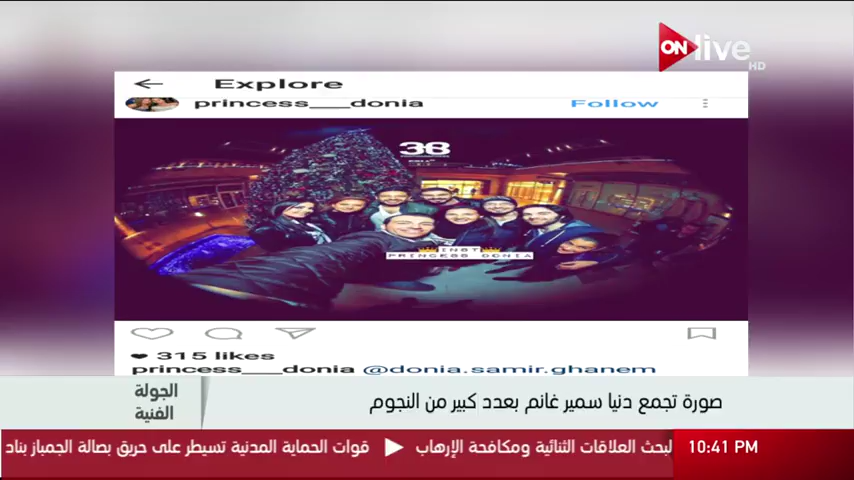 ON live
HD
Explore
princess___donia
Follow
38
INST
PRINCESS DONIA
315 likes
princess___donia @donia.samir.ghanem
الجولة
الفنية
صورة تجمع دنيا سمير غانم بعدد كبير من النجوم
لبحث العلاقات الثنائية ومكافحة الإرهاب
قوات الحماية المدنية تسيطر على حريق بصالة الجمباز بناد
10:41 PM